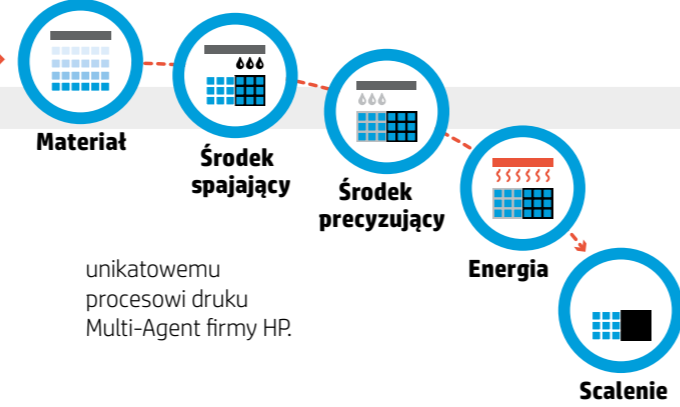 Materiał
Środek
spajający
Środek
precyzujący
Energia
Scalenie
unikatowemu
procesowi druku
Multi-Agent firmy HP.